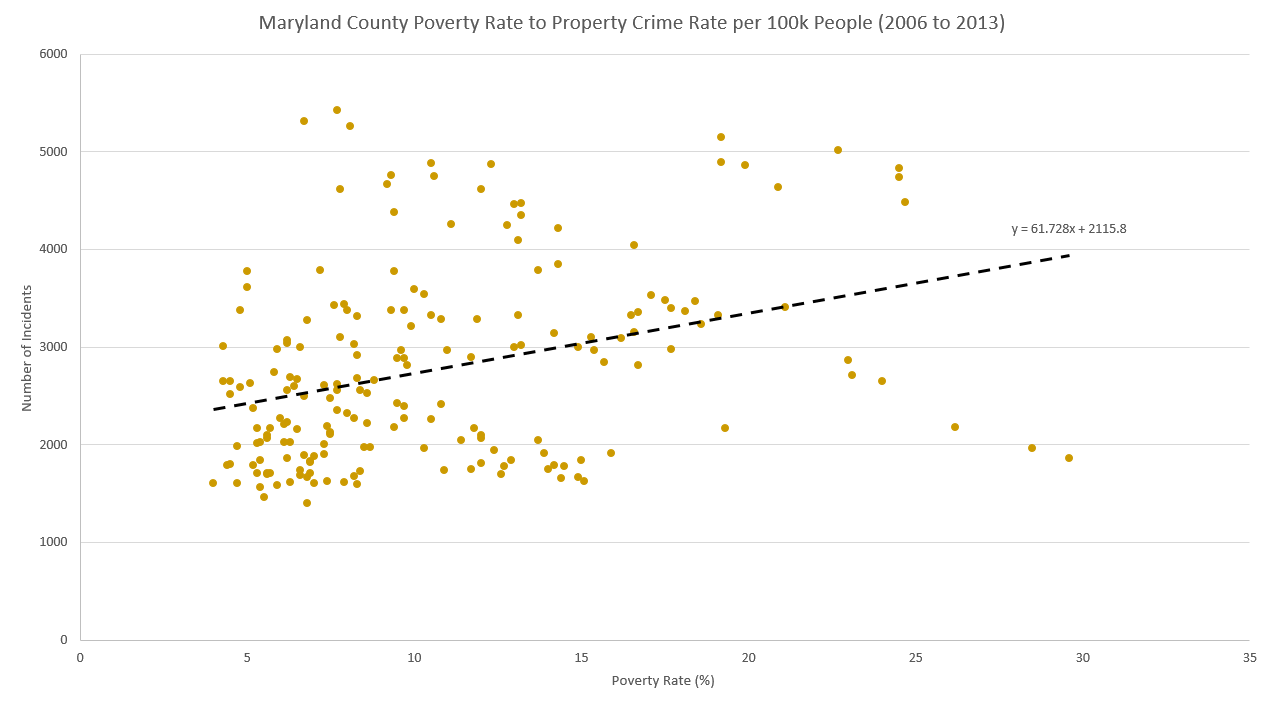 Maryland County Poverty Rate to Property Crime Rate per 100k People (2006 to 2013)
6000
5000
4000
3000
2000
1000
0
Number of Incidents
y = 61.728x + 2115.8
0 5 10 15 20 25 30 35
Poverty Rate (%)